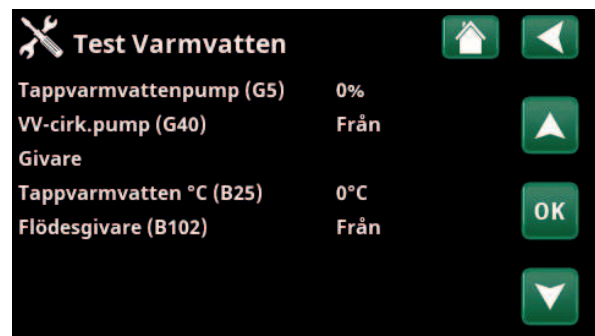 Test Varmvatten
Tappvarmvattenpump (G5) 0%
VV-cirk.pump (G40) Från
Givare
Tappvarmvatten °C (B25) 0°C
Flödesgivare (B102) Från
OK